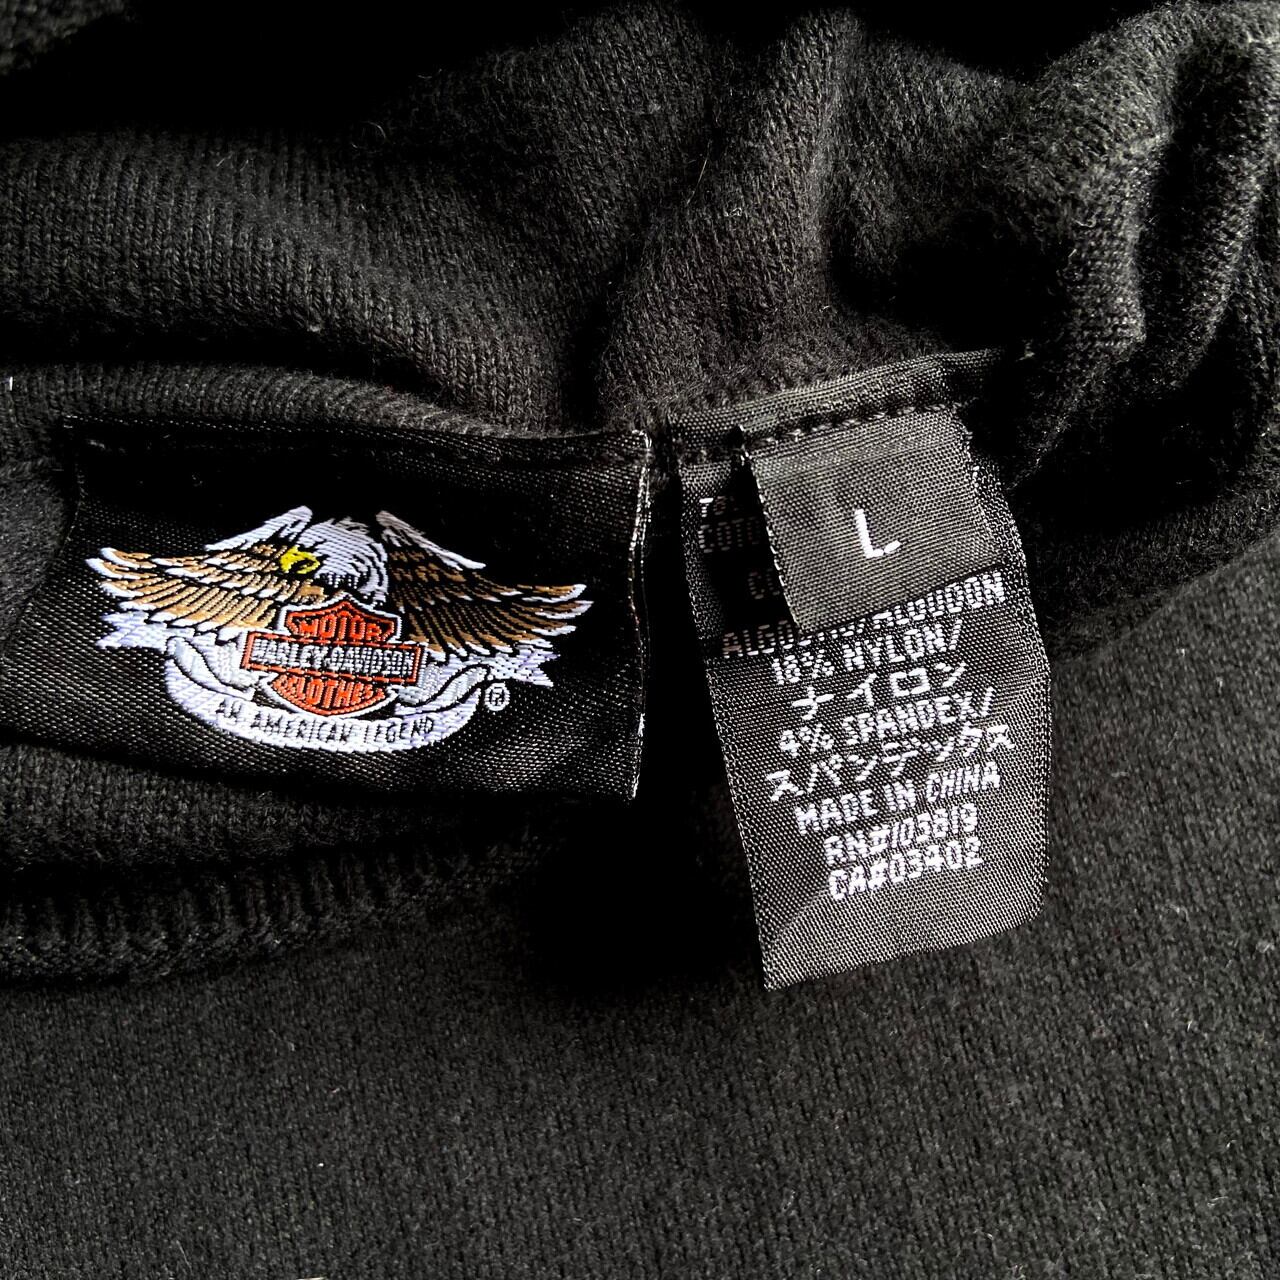 MOTOR
HARLEY-DAVIDSON
CLOTHES
AN AMERICAN LEGEND
®
L
ALGODON
18% NYLON/
ナイロン
4% SPANDEX/
スパンデックス
MADE IN CHINA
RN#103819
CA#03402